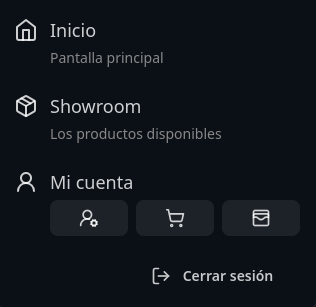 Inicio
Pantalla principal
Showroom
Los productos disponibles
Mi cuenta
Cerrar sesión